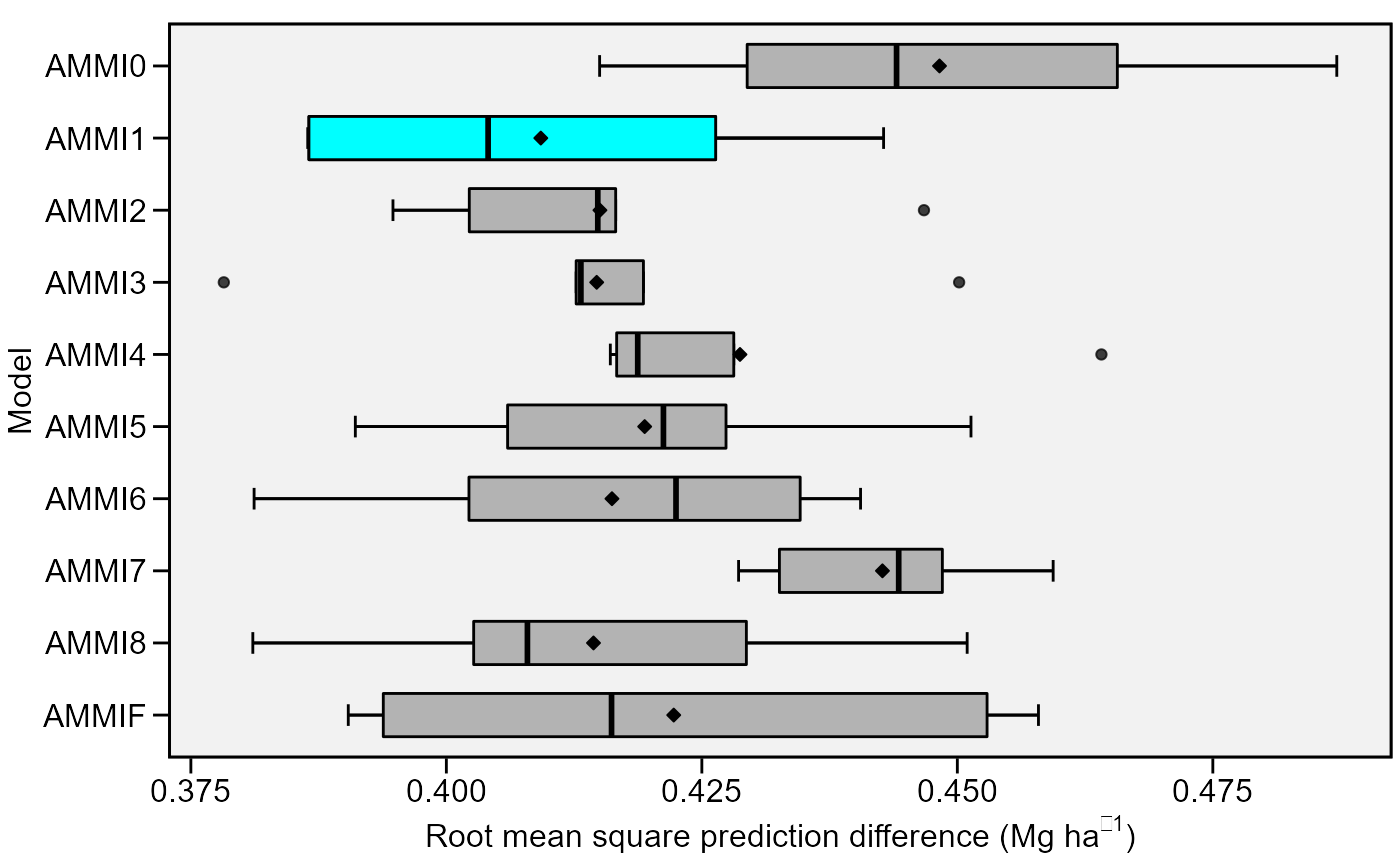 AMMI0
AMMI1
AMMI2
AMMI3
AMMI4
AMMI5
AMMI6
AMMI7
AMMI8
AMMIF
Model
0.375 0.400 0.425 0.450 0.475
Root mean square prediction difference (Mg ha□1)